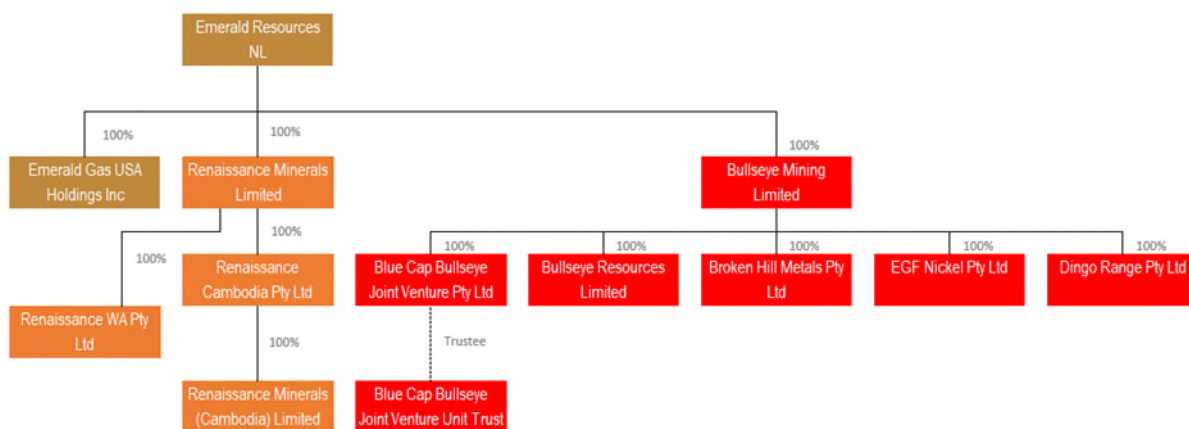 Emerald Resources
NL
100%
100%
100%
Emerald Gas USA
Holdings Inc
Renaissance Minerals
Limited
Bullseye Mining
Limited
100%
100%
100%
100%
100%
100%
100%
Renaissance
Cambodia Pty Ltd
Blue Cap Bullseye
Joint Venture Pty Ltd
Bullseye Resources
Limited
Broken Hill Metals Pty
Ltd
EGF Nickel Pty Ltd
Dingo Range Pty Ltd
Renaissance WA Pty
Ltd
100%
Trustee
Renaissance Minerals
(Cambodia) Limited
Blue Cap Bullseye
Joint Venture Unit Trust